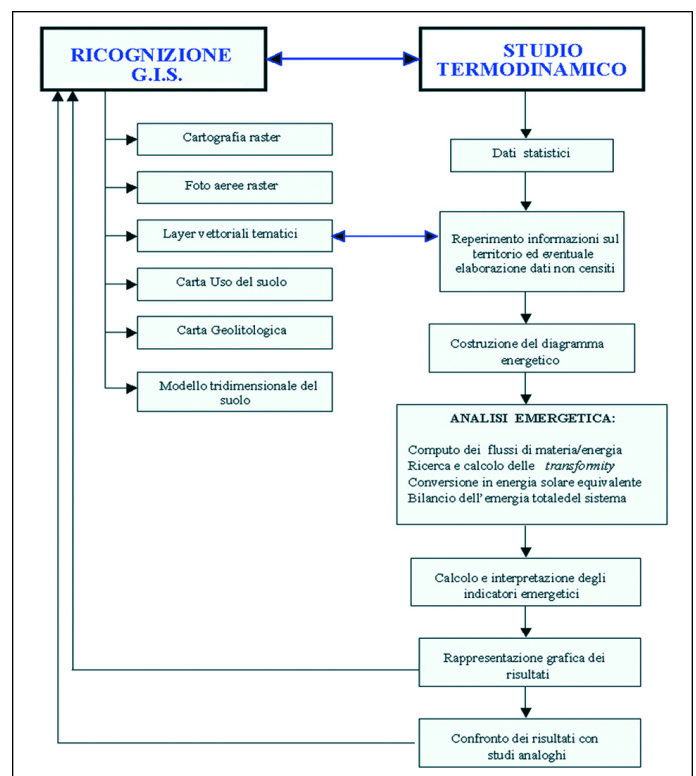 RICOGNIZIONE
G.I.S.
STUDIO
TERMODINAMICO
Cartografia raster
Foto aeree raster
Layer vettoriali tematici
Carta Uso del suolo
Carta Geolitologica
Modello tridimensionale del
suolo
Dati statistici
Reperimento informazioni sul
territorio ed eventuale
elaborazione dati non censiti
Costruzione del diagramma
energetico
ANALISI EMERGETICA:
Computo dei flussi di materia/energia
Ricerca e calcolo delle transformity
Conversione in energia solare equivalente
Bilancio dell'emergia totaledel sistema
Calcolo e interpretazione degli
indicatori emergetici
Rappresentazione grafica dei
risultati
Confronto dei risultati con
studi analoghi